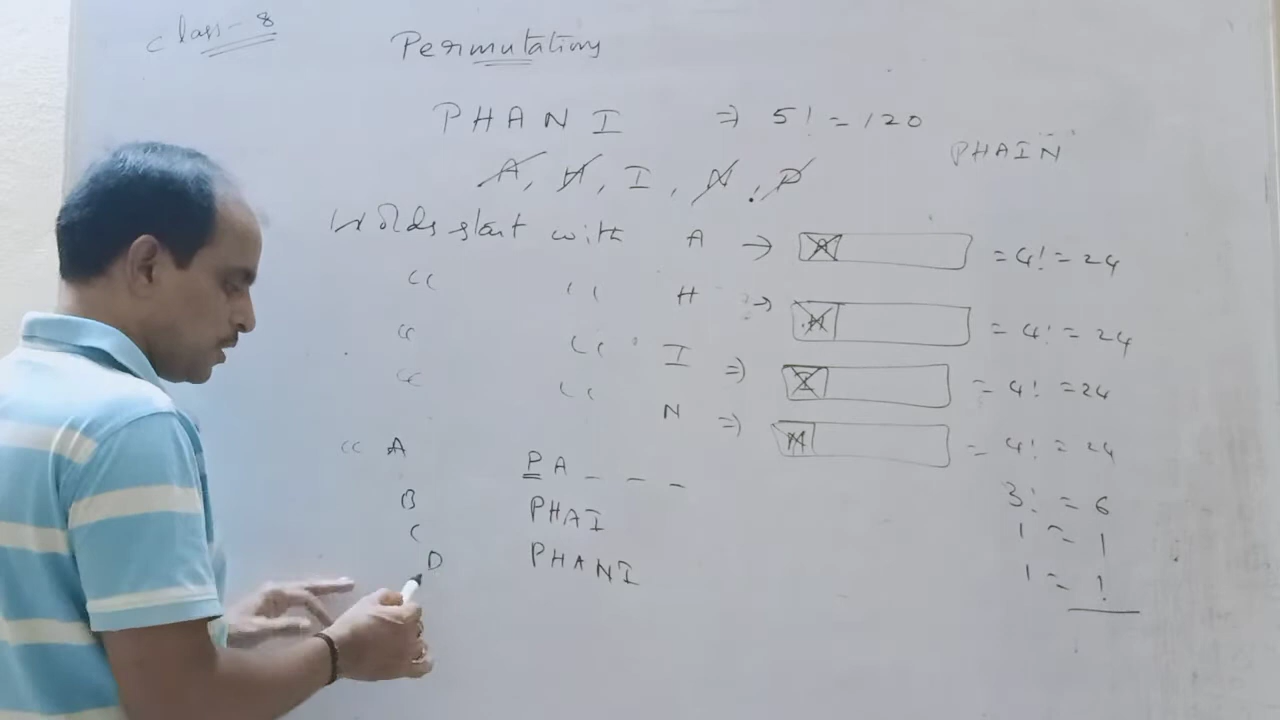 Class-8
Permutations
PHANI ⇒ 5! = 120
PHAIN
A, H, I, N, P
Words start with A → A = 4! = 24
" " H → H = 4! = 24
" " I ⇒ I = 4! = 24
" " N ⇒ N = 4! = 24
" A P A _ _ _ 3! = 6
B PHAI 1 = 1
C PHANI 1 = 1
D